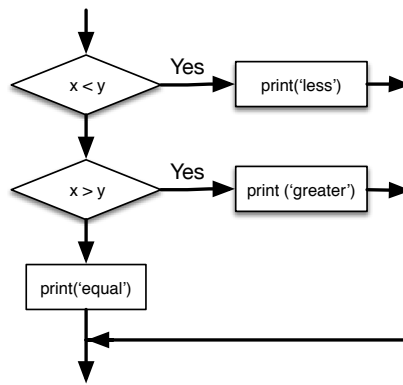 Yes
x < y
print(‘less’)
Yes
x > y
print (‘greater’)
print(‘equal’)